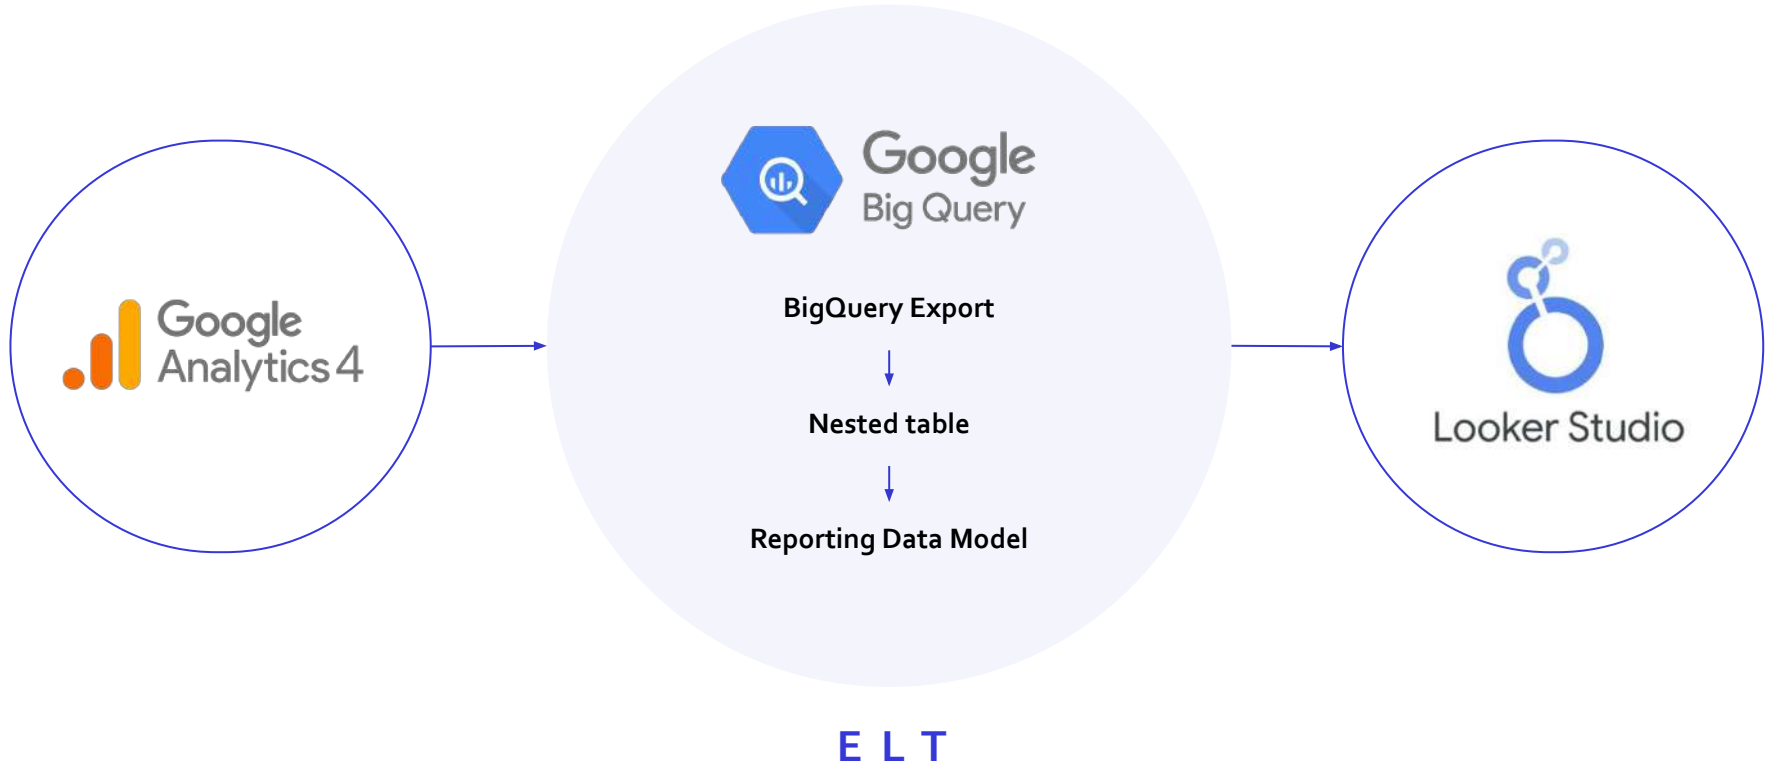 Google
Analytics 4
Google
Big Query
BigQuery Export
Nested table
Reporting Data Model
Looker Studio
E L T